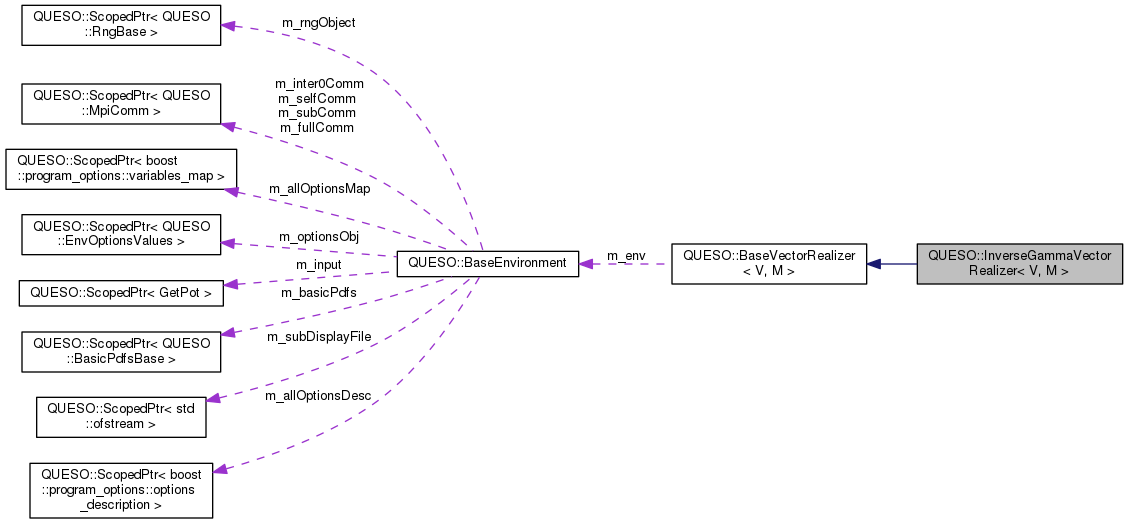 QUESO::ScopedPtr< QUESO
::RngBase >
m_rngObject
QUESO::ScopedPtr< QUESO
::MpiComm >
m_inter0Comm
m_selfComm
m_subComm
m_fullComm
QUESO::ScopedPtr< boost
::program_options::variables_map >
m_allOptionsMap
QUESO::ScopedPtr< QUESO
::EnvOptionsValues >
m_optionsObj
QUESO::ScopedPtr< GetPot >
m_input
QUESO::ScopedPtr< QUESO
::BasicPdfsBase >
m_basicPdfs
QUESO::ScopedPtr< std
::ofstream >
m_subDisplayFile
QUESO::ScopedPtr< boost
::program_options::options
_description >
m_allOptionsDesc
QUESO::BaseEnvironment
m_env
QUESO::BaseVectorRealizer
< V, M >
QUESO::InverseGammaVector
Realizer< V, M >